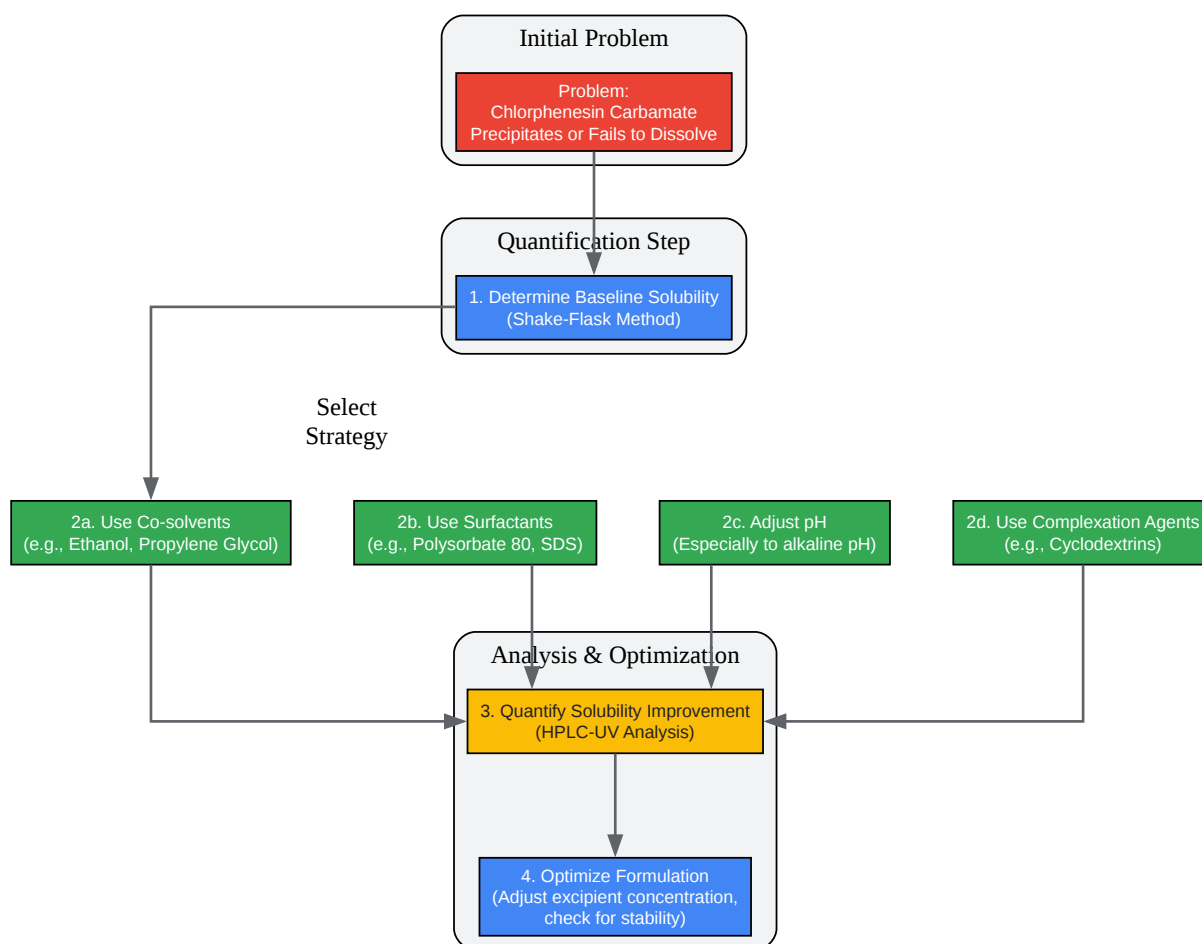 Initial Problem
Problem:
Chlorphenesin Carbamate
Precipitates or Fails to Dissolve
Quantification Step
1. Determine Baseline Solubility
(Shake-Flask Method)
Select
Strategy
2a. Use Co-solvents
(e.g., Ethanol, Propylene Glycol)
2b. Use Surfactants
(e.g., Polysorbate 80, SDS)
2c. Adjust pH
(Especially to alkaline pH)
2d. Use Complexation Agents
(e.g., Cyclodextrins)
Analysis & Optimization
3. Quantify Solubility Improvement
(HPLC-UV Analysis)
4. Optimize Formulation
(Adjust excipient concentration,
check for stability)